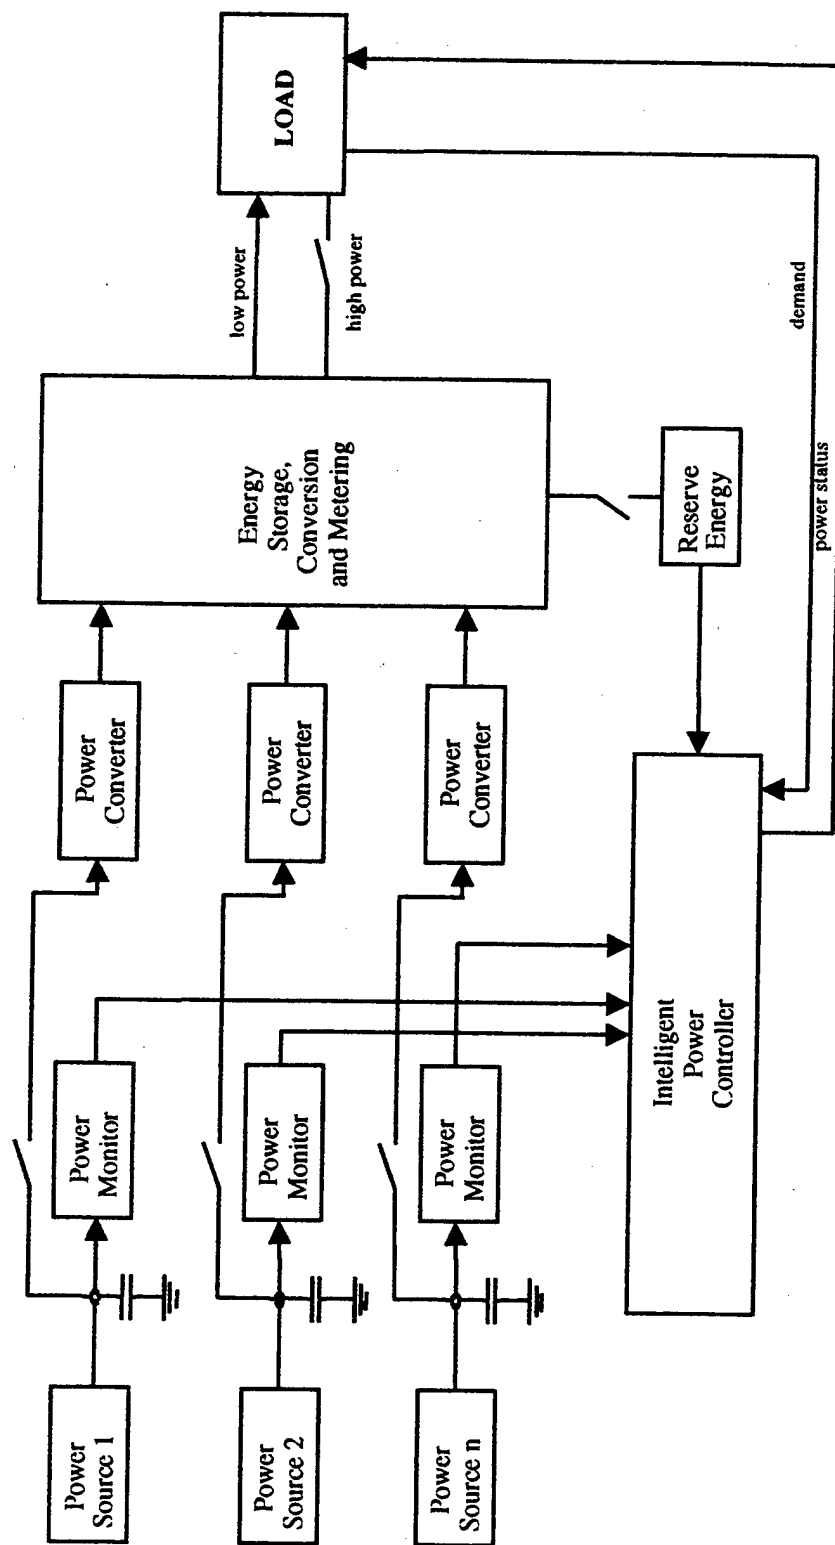 Power
Source 1
Power
Monitor
Power
Converter
Power
Source 2
Power
Monitor
Power
Converter
Power
Source n
Power
Monitor
Power
Converter
Energy
Storage,
Conversion
and Metering
low power
high power
LOAD
Reserve
Energy
Intelligent
Power
Controller
demand
power status